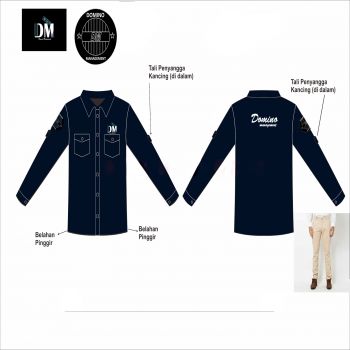 DM
DOMINO
DM
MANAGEMENT
Tali Penyangga
Kancing (di dalam)
Tali Penyangga
Kancing (di dalam)
DM
Domino
management
Belahan
Pinggir
Belahan
Pinggir